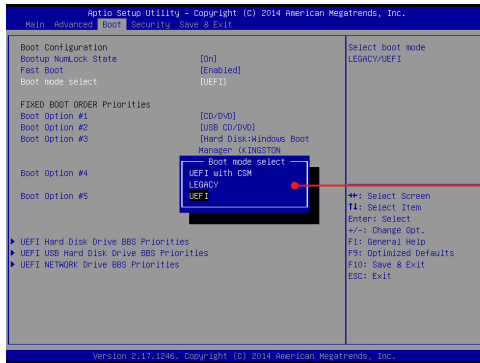 Aptio Setup Utility – Copyright (C) 2014 American Megatrends, Inc.
Main Advanced Boot Security Save & Exit
Boot Configuration
Bootup NumLock State [On]
Fast Boot [Enabled]
Boot mode select [UEFI]
FIXED BOOT ORDER Priorities
Boot Option #1 [CD/DVD]
Boot Option #2 [USB CD/DVD]
Boot Option #3 [Hard Disk:Windows Boot
Manager (KINGSTON
Boot mode select
Boot Option #4
UEFI with CSM
LEGACY
Boot Option #5
UEFI
UEFI Hard Disk Drive BBS Priorities
UEFI USB Hard Disk Drive BBS Priorities
UEFI NETWORK Drive BBS Priorities
Select boot mode
LEGACY/UEFI
→←: Select Screen
↑↓: Select Item
Enter: Select
+/-: Change Opt.
F1: General Help
F9: Optimized Defaults
F10: Save & Exit
ESC: Exit
Version 2.17.1246. Copyright (C) 2014 American Megatrends, Inc.